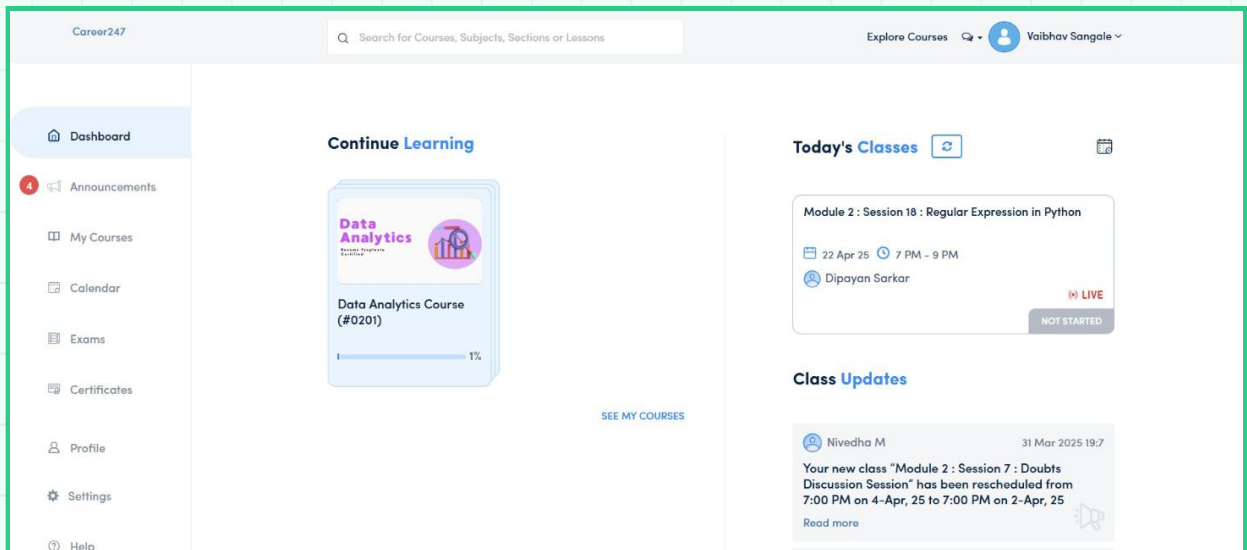 Career247
Search for Courses, Subjects, Sections or Lessons
Explore Courses
Vaibhav Sangale
Dashboard
4
Announcements
My Courses
Calendar
Exams
Certificates
Profile
Settings
Help
Continue Learning
Data
Analytics
Certified
Data Analytics Course
(#0201)
1%
SEE MY COURSES
Today's Classes
Module 2 : Session 18 : Regular Expression in Python
22 Apr 25 7 PM - 9 PM
Dipayan Sarkar
LIVE
NOT STARTED
Class Updates
Nivedha M 31 Mar 2025 19:7
Your new class "Module 2 : Session 7 : Doubts
Discussion Session" has been rescheduled from
7:00 PM on 4-Apr, 25 to 7:00 PM on 2-Apr, 25
Read more